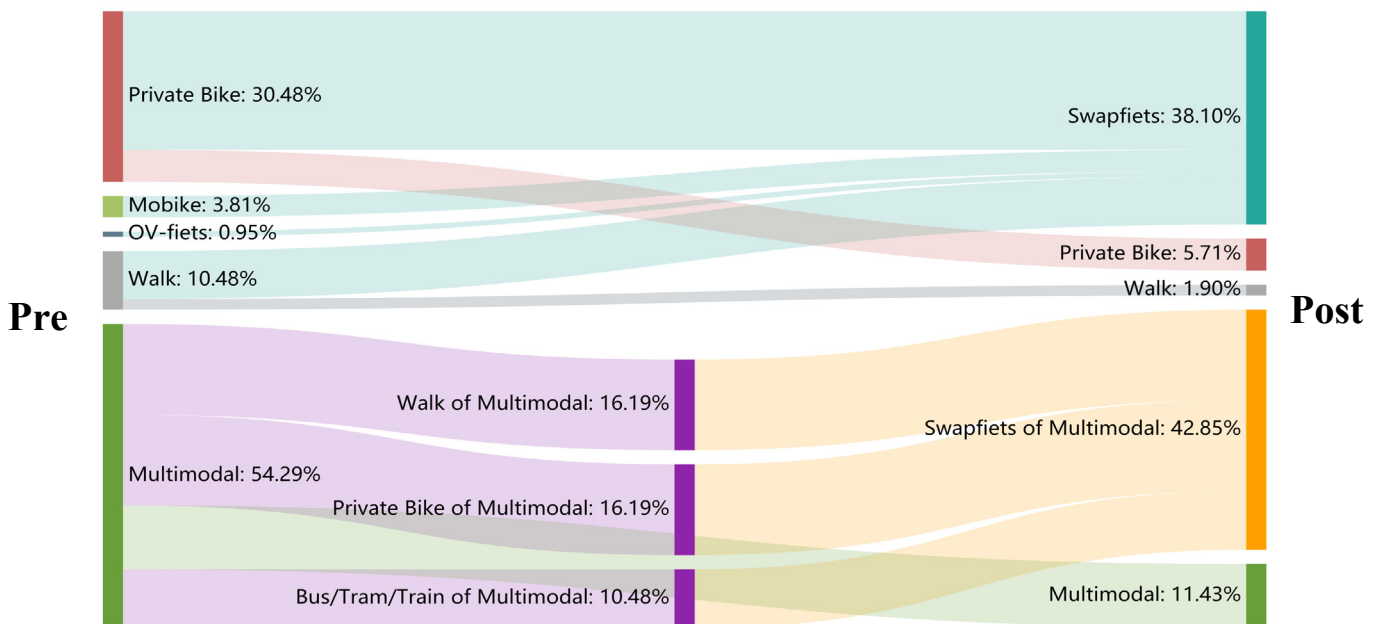 Private Bike: 30.48%
Swapfiets: 38.10%
Mobike: 3.81%
OV-fiets: 0.95%
Private Bike: 5.71%
Walk: 10.48%
Walk: 1.90%
Pre
Post
Walk of Multimodal: 16.19%
Swapfiets of Multimodal: 42.85%
Multimodal: 54.29%
Private Bike of Multimodal: 16.19%
Bus/Tram/Train of Multimodal: 10.48%
Multimodal: 11.43%